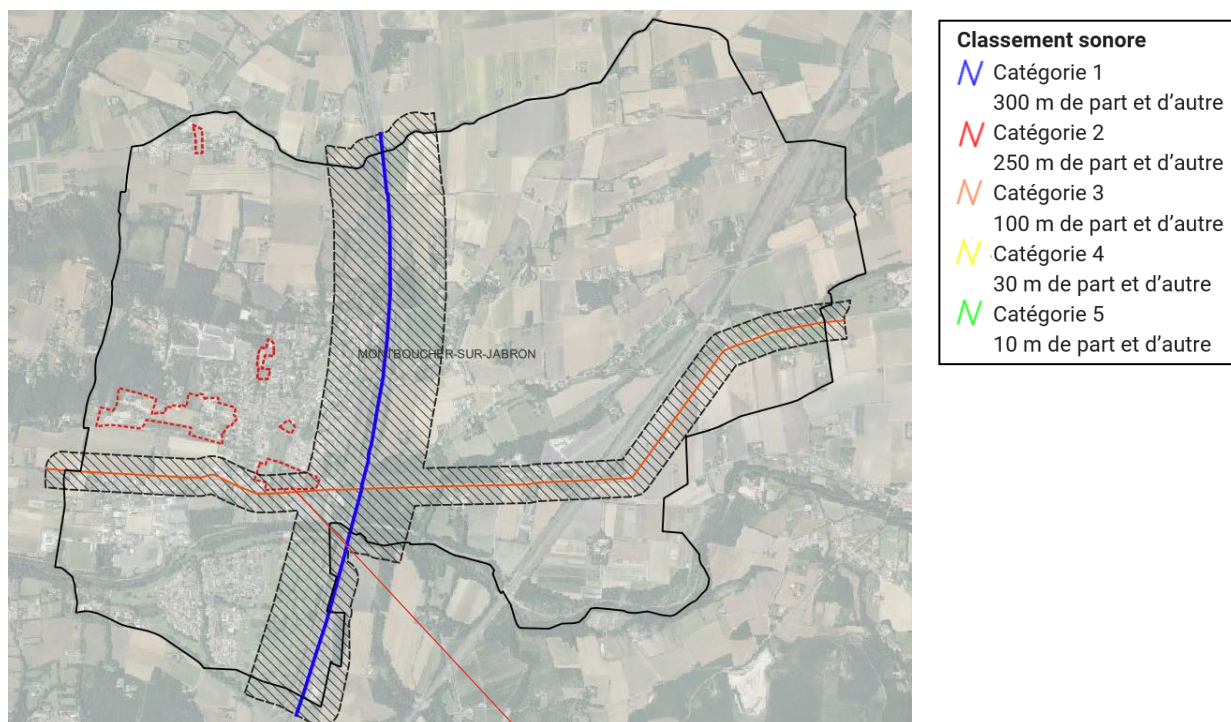 MONTBOUCHER-SUR-JABRON
Classement sonore
Catégorie 1
300 m de part et d'autre
Catégorie 2
250 m de part et d'autre
Catégorie 3
100 m de part et d'autre
Catégorie 4
30 m de part et d'autre
Catégorie 5
10 m de part et d'autre